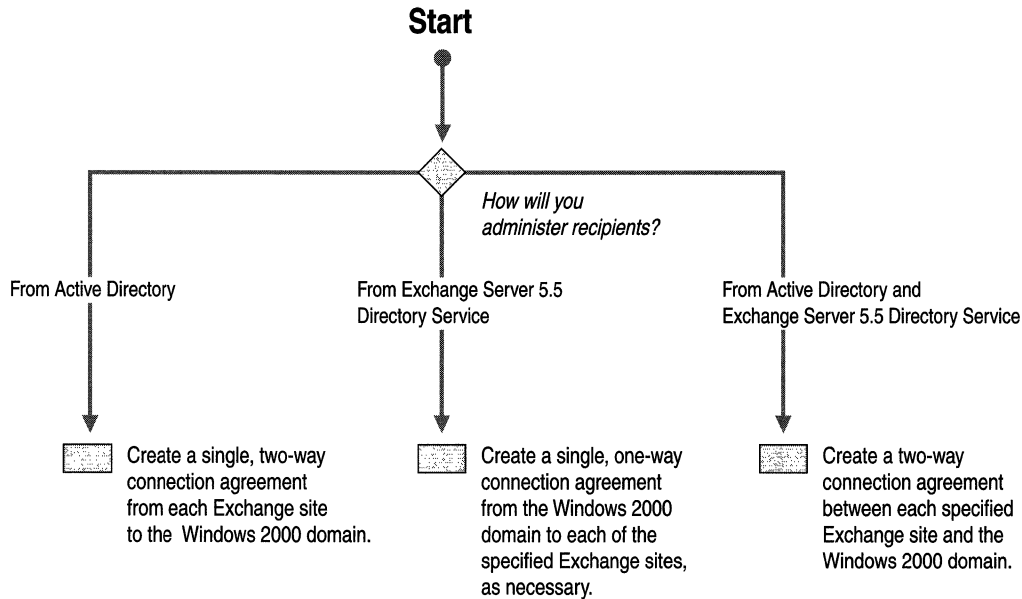 Start
How will you
administer recipients?
From Active Directory
From Exchange Server 5.5
Directory Service
From Active Directory and
Exchange Server 5.5 Directory Service
Create a single, two-way
connection agreement
from each Exchange site
to the Windows 2000 domain.
Create a single, one-way
connection agreement
from the Windows 2000
domain to each of the
specified Exchange sites,
as necessary.
Create a two-way
connection agreement
between each specified
Exchange site and the
Windows 2000 domain.